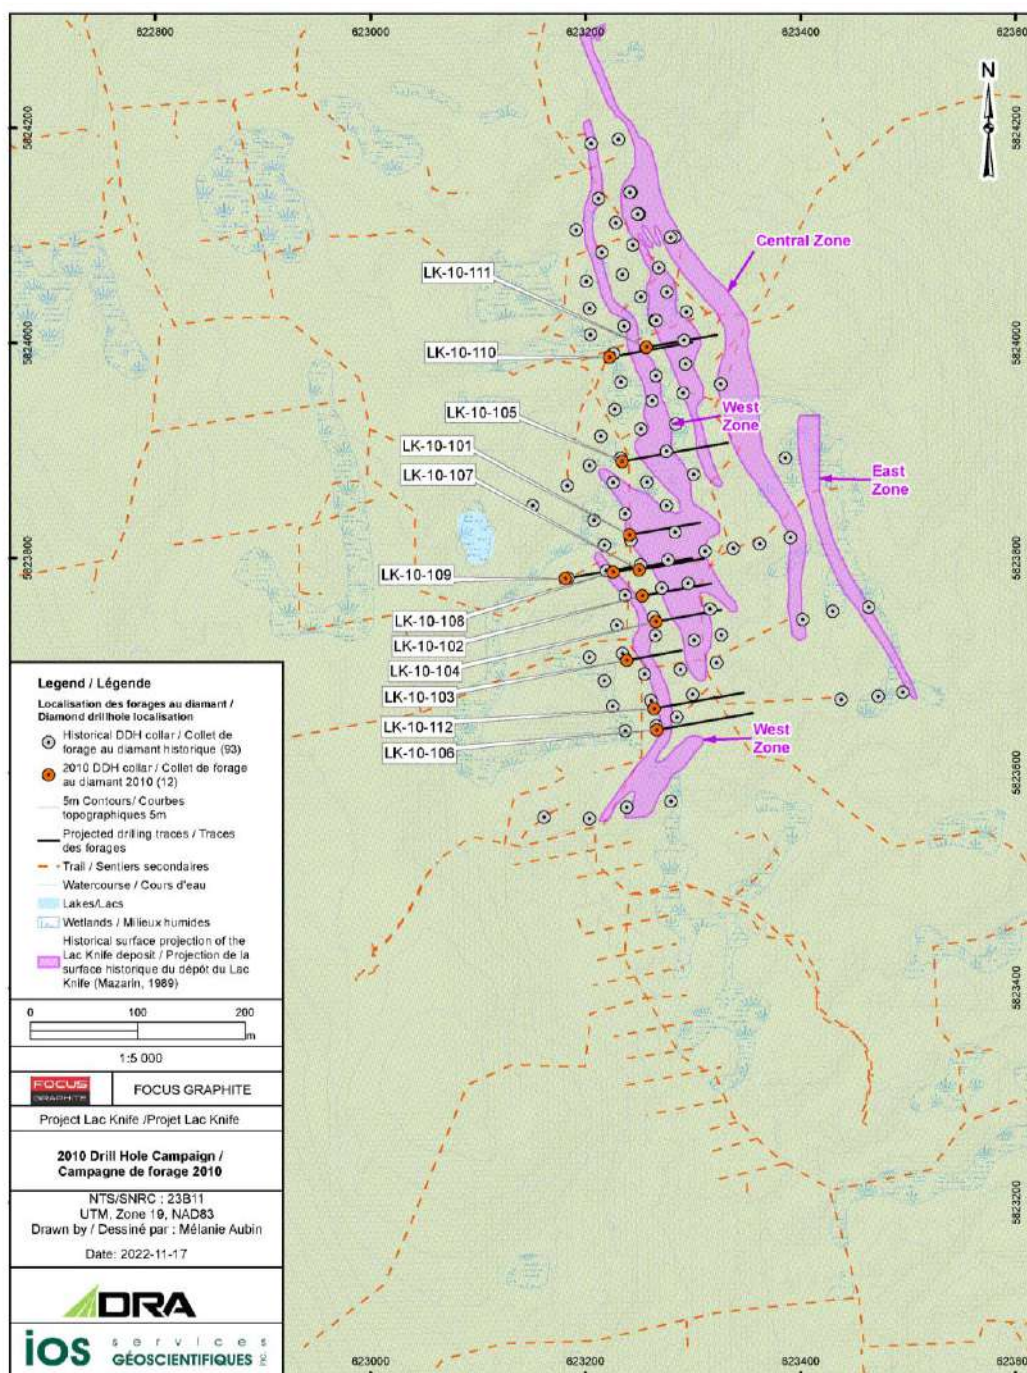 622800
623000
623200
623400
623600
N
5824200
5824200
Central Zone
LK-10-111
5824000
5824000
LK-10-110
LK-10-105
West
Zone
LK-10-101
LK-10-107
East
Zone
5823800
5823800
LK-10-109
LK-10-108
LK-10-102
LK-10-104
LK-10-103
LK-10-112
LK-10-106
West
Zone
5823600
5823400
5823200
Legend / Légende
Localisation des forages au diamant /
Diamond drillhole localisation
Historical DDH collar / Collet de
forage au diamant historique (93)
2010 DDH collar / Collet de forage
au diamant 2010 (12)
5m Contours/ Courbes
topographiques 5m
Projected drilling traces / Traces
des forages
Trail / Sentiers secondaires
Watercourse / Cours d'eau
Lakes/Lacs
Wetlands / Milieux humides
Historical surface projection of the
Lac Knife deposit / Projection de la
surface historique du dépôt du Lac
Knife (Mazarin, 1989)
0 100 200
m
1:5 000
FOCUS
GRAPHITE
FOCUS GRAPHITE
Project Lac Knife /Projet Lac Knife
2010 Drill Hole Campaign /
Campagne de forage 2010
NTS/SNRC : 23B11
UTM, Zone 19, NAD83
Drawn by / Dessiné par : Mélanie Aubin
Date: 2022-11-17
DRA
ios services
GÉOSCIENTIFIQUES inc.
623000
623200
623400
623600